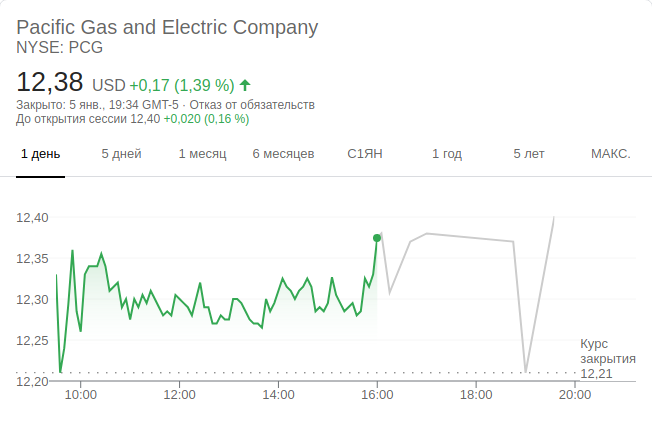 Pacific Gas and Electric Company
NYSE: PCG
12,38 USD +0,17 (1,39 %)
Закрыто: 5 янв., 19:34 GMT-5 · Отказ от обязательств
До открытия сессии 12,40 +0,020 (0,16 %)
1 день 5 дней 1 месяц 6 месяцев С1ЯН 1 год 5 лет МАКС.
12,40
12,35
12,30
12,25
12,20
Курс
закрытия
12,21
10:00 12:00 14:00 16:00 18:00 20:00